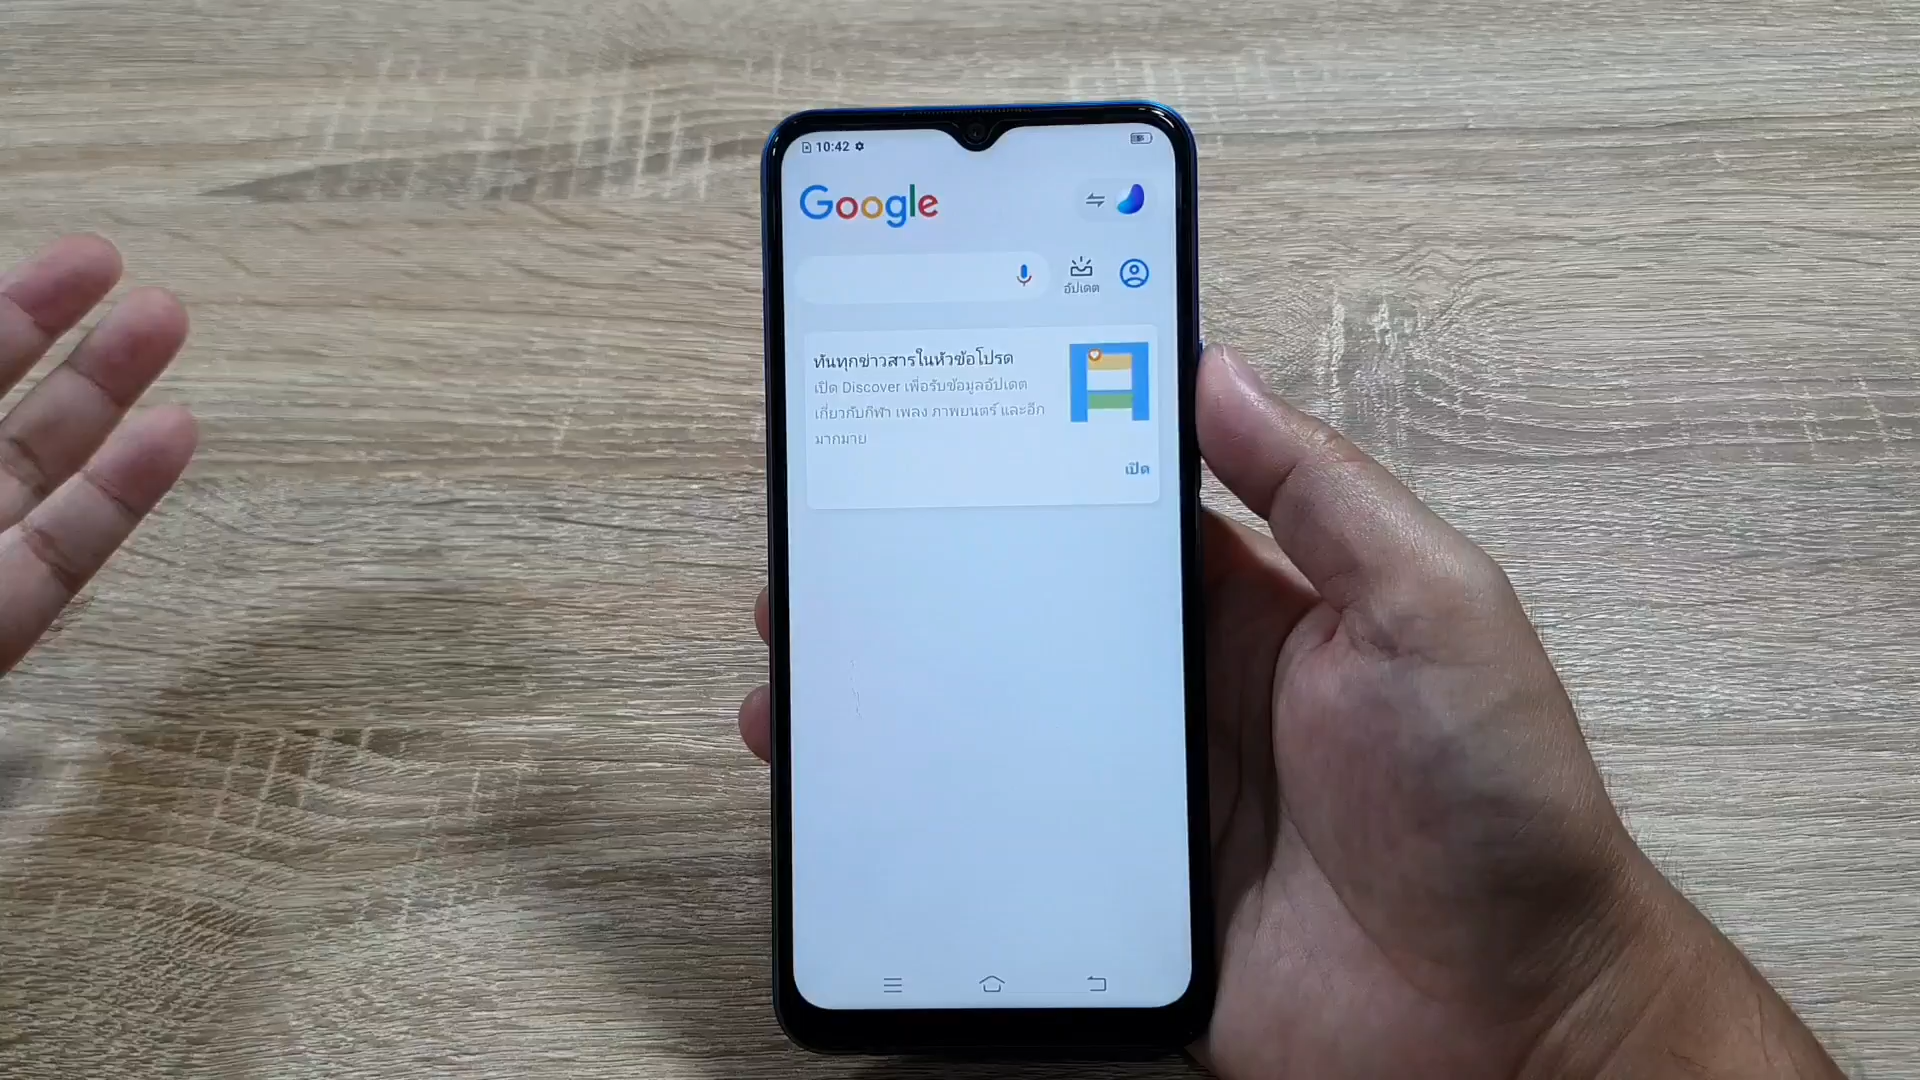 10:42
Google
อัปเดต
ทันทุกข่าวสารในหัวข้อโปรด
เปิด Discover เพื่อรับข้อมูลอัปเดต
เกี่ยวกับกีฬา เพลง ภาพยนตร์ และอีก
มากมาย
เปิด